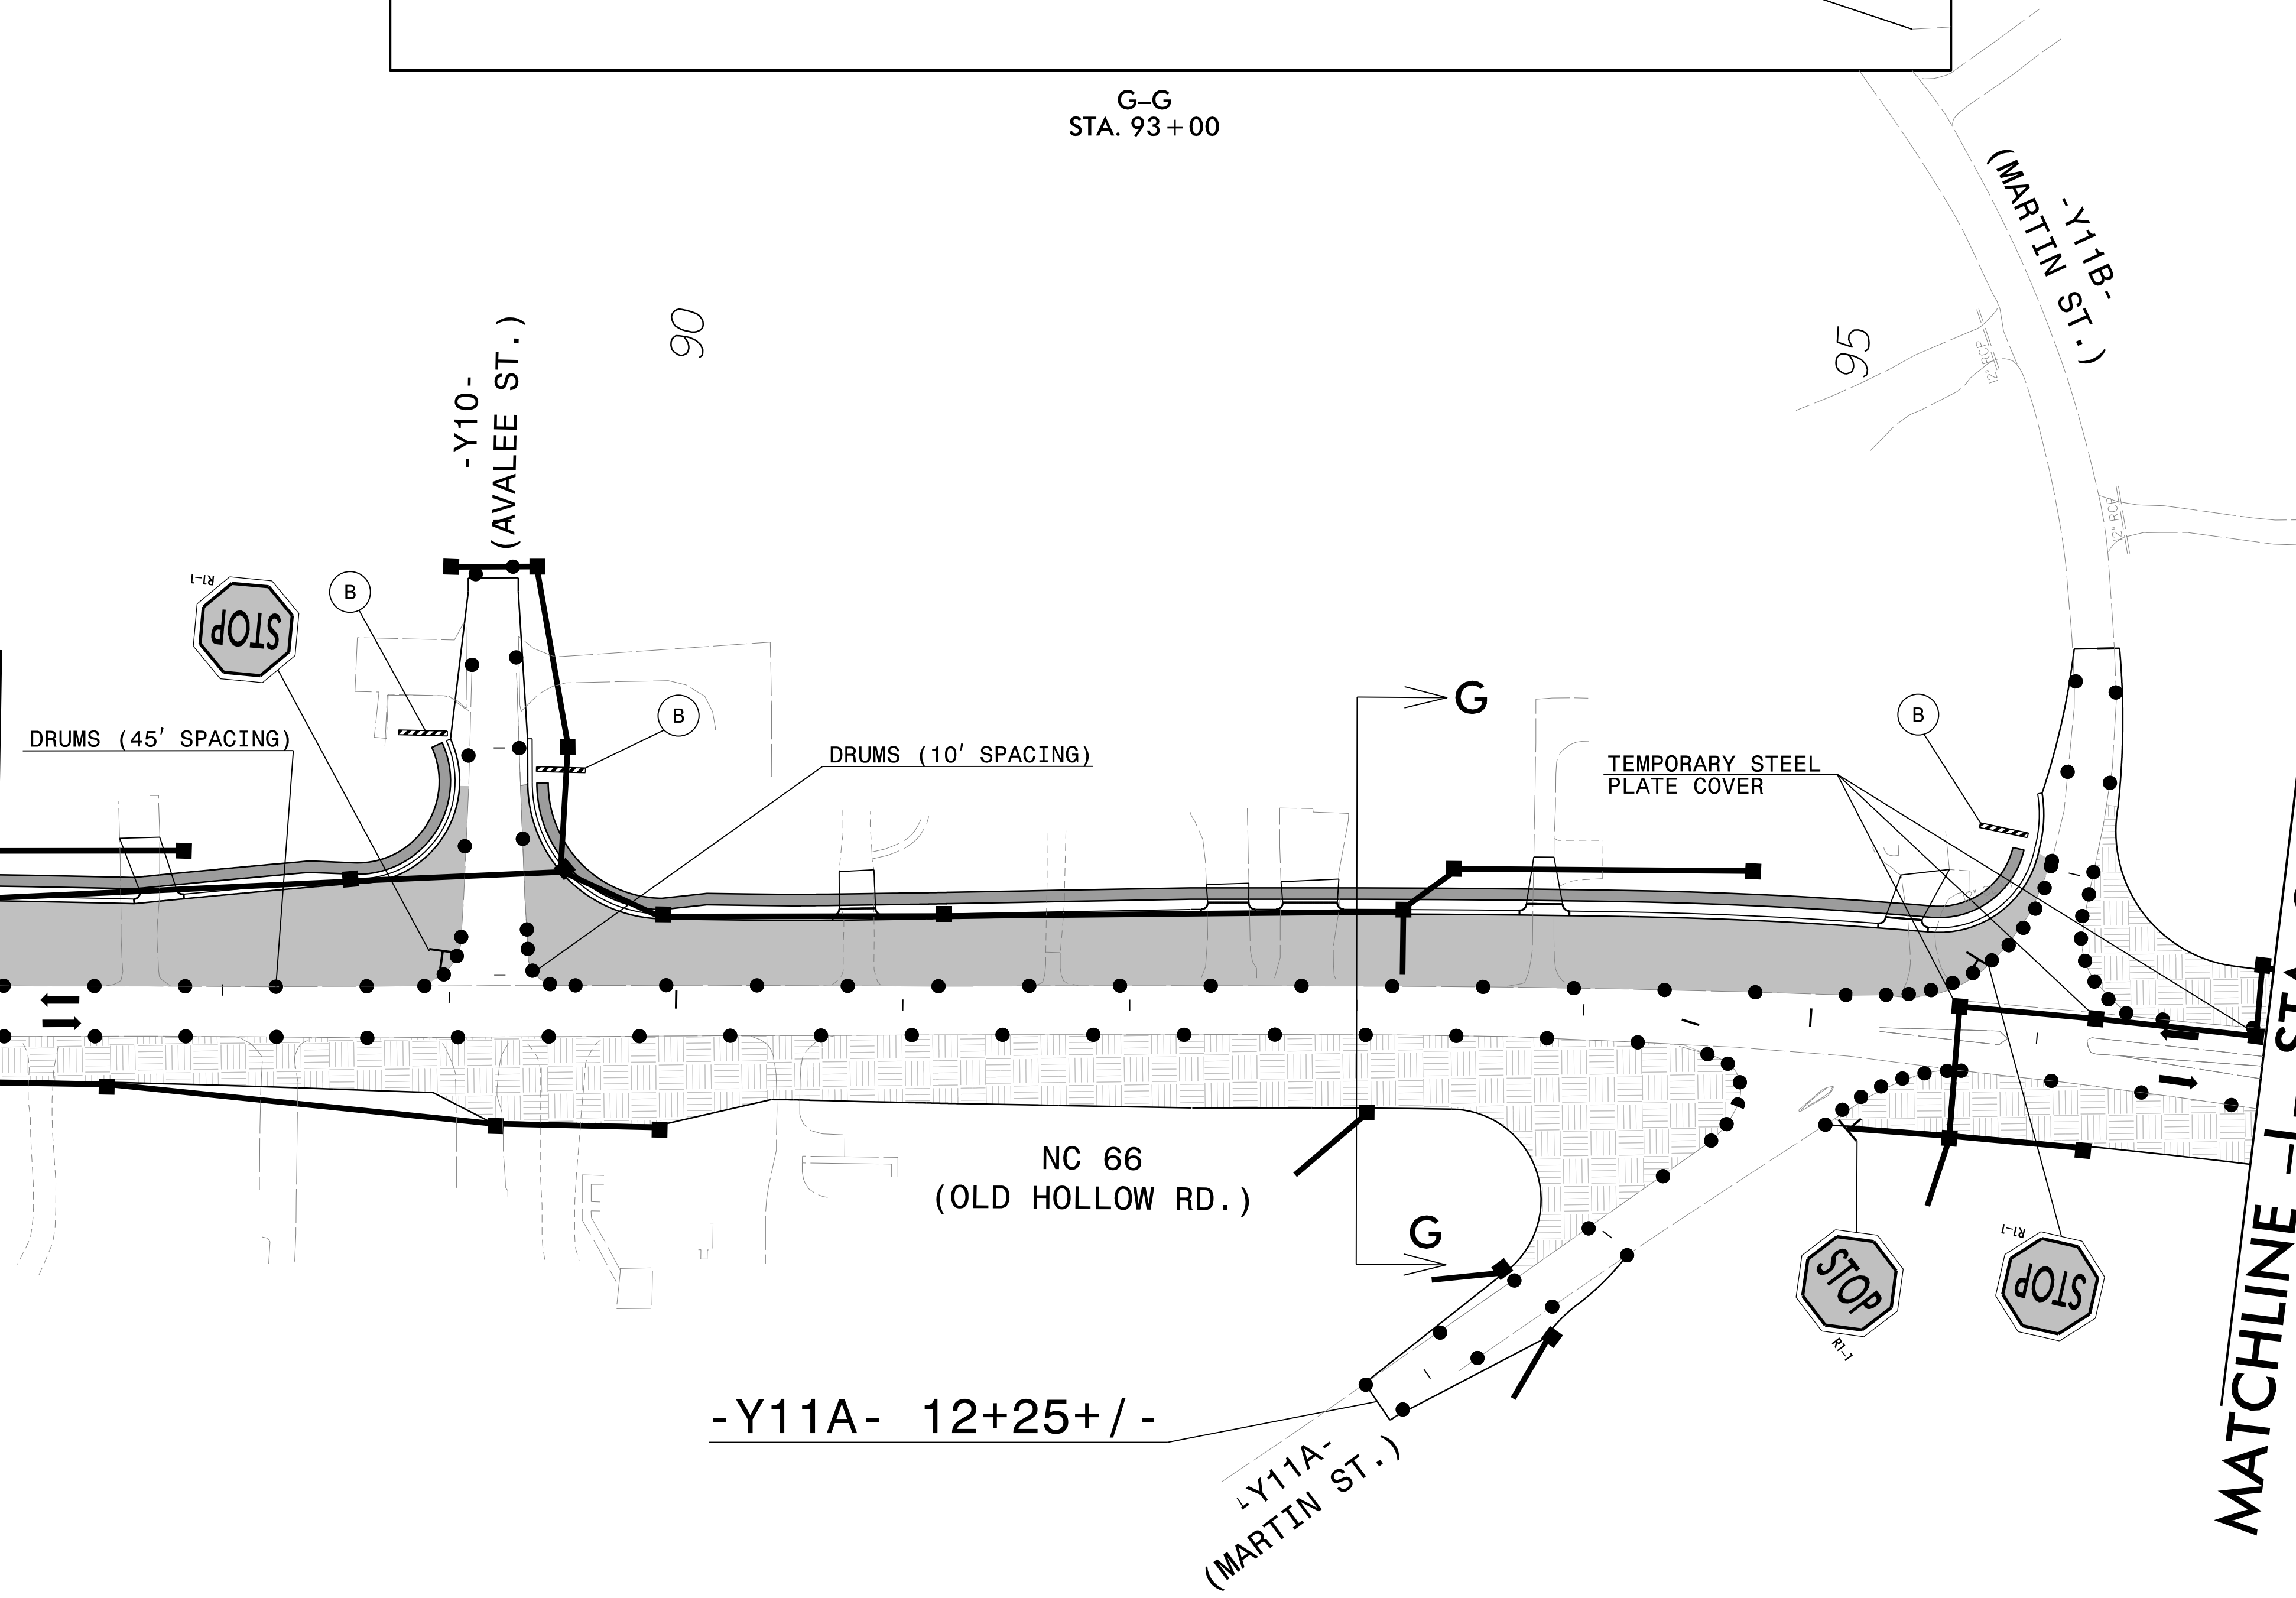 G–G
STA. 93+00
-Y11B-
(MARTIN ST.)
90
95
12" RCP
-Y10-
(AVALEE ST.)
12" RCP
R1-1
STOP
B
B
G
B
DRUMS (45' SPACING)
DRUMS (10' SPACING)
TEMPORARY STEEL
PLATE COVER
NC 66
(OLD HOLLOW RD.)
G
STOP
R1-1
R1-1
STOP
-Y11A- 12+25+/-
-Y11A-
(MARTIN ST.)
MATCHLINE -L-